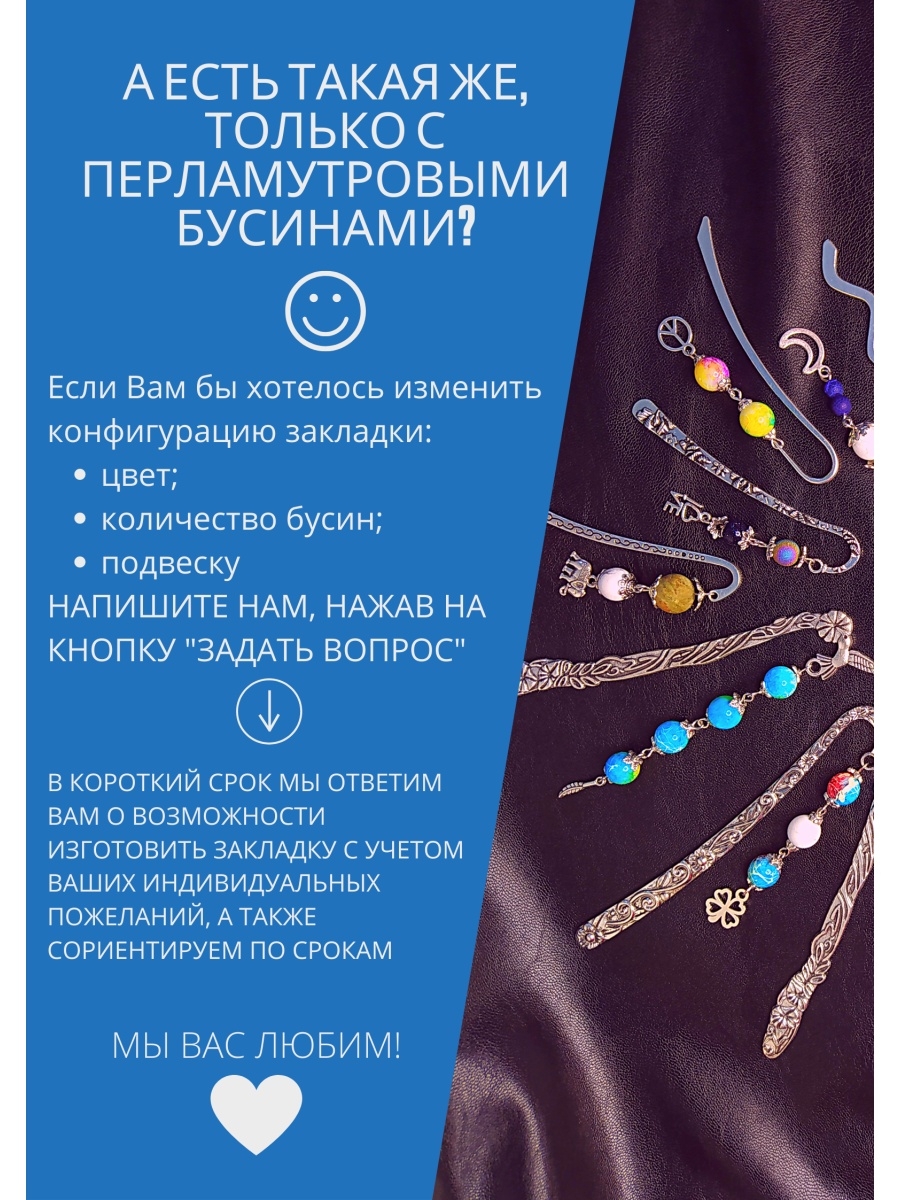 А ЕСТЬ ТАКАЯ ЖЕ,
ТОЛЬКО С
ПЕРЛАМУТРОВЫМИ
БУСИНАМИ?
Если Вам бы хотелось изменить
конфигурацию закладки:
• цвет;
• количество бусин;
• подвеску
НАПИШИТЕ НАМ, НАЖАВ НА
КНОПКУ "ЗАДАТЬ ВОПРОС"
В КОРОТКИЙ СРОК МЫ ОТВЕТИМ
ВАМ О ВОЗМОЖНОСТИ
ИЗГОТОВИТЬ ЗАКЛАДКУ С УЧЕТОМ
ВАШИХ ИНДИВИДУАЛЬНЫХ
ПОЖЕЛАНИЙ, А ТАКЖЕ
СОРИЕНТИРУЕМ ПО СРОКАМ
МЫ ВАС ЛЮБИМ!